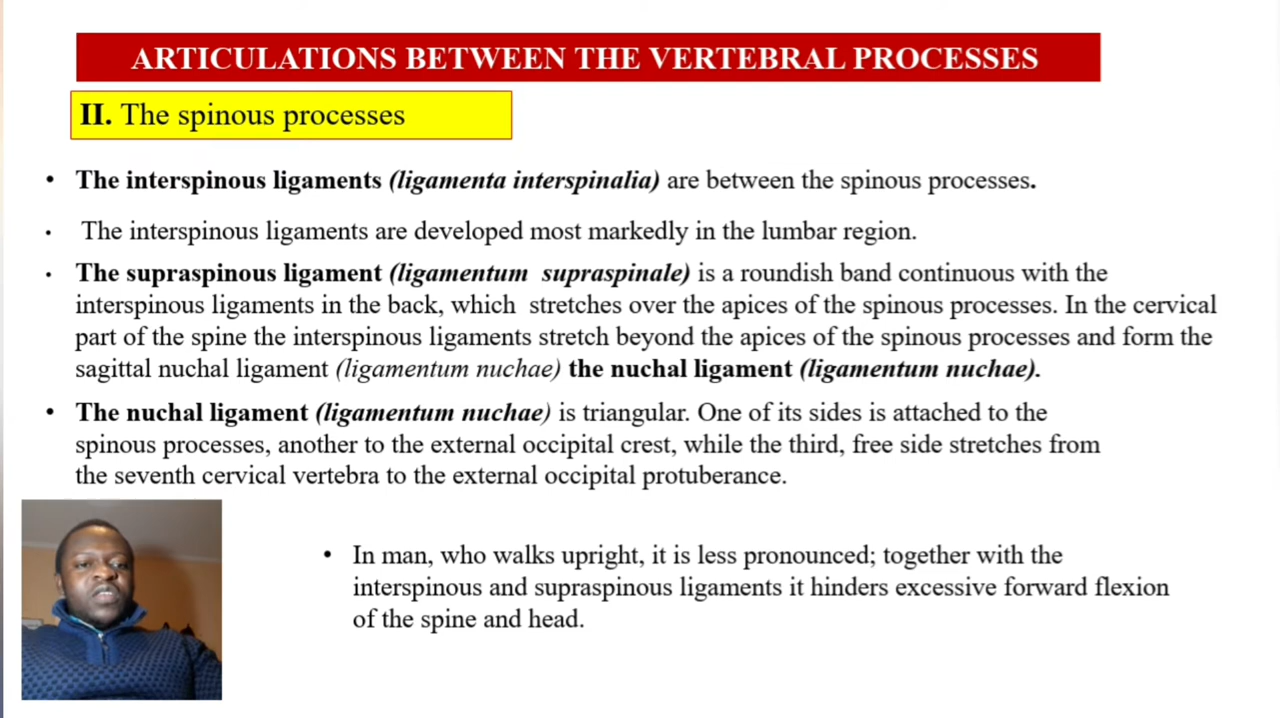 ARTICULATIONS BETWEEN THE VERTEBRAL PROCESSES
II. The spinous processes
• The interspinous ligaments (ligamenta interspinalia) are between the spinous processes.
• The interspinous ligaments are developed most markedly in the lumbar region.
• The supraspinous ligament (ligamentum supraspinale) is a roundish band continuous with the
interspinous ligaments in the back, which stretches over the apices of the spinous processes. In the cervical
part of the spine the interspinous ligaments stretch beyond the apices of the spinous processes and form the
sagittal nuchal ligament (ligamentum nuchae) the nuchal ligament (ligamentum nuchae).
• The nuchal ligament (ligamentum nuchae) is triangular. One of its sides is attached to the
spinous processes, another to the external occipital crest, while the third, free side stretches from
the seventh cervical vertebra to the external occipital protuberance.
• In man, who walks upright, it is less pronounced; together with the
interspinous and supraspinous ligaments it hinders excessive forward flexion
of the spine and head.